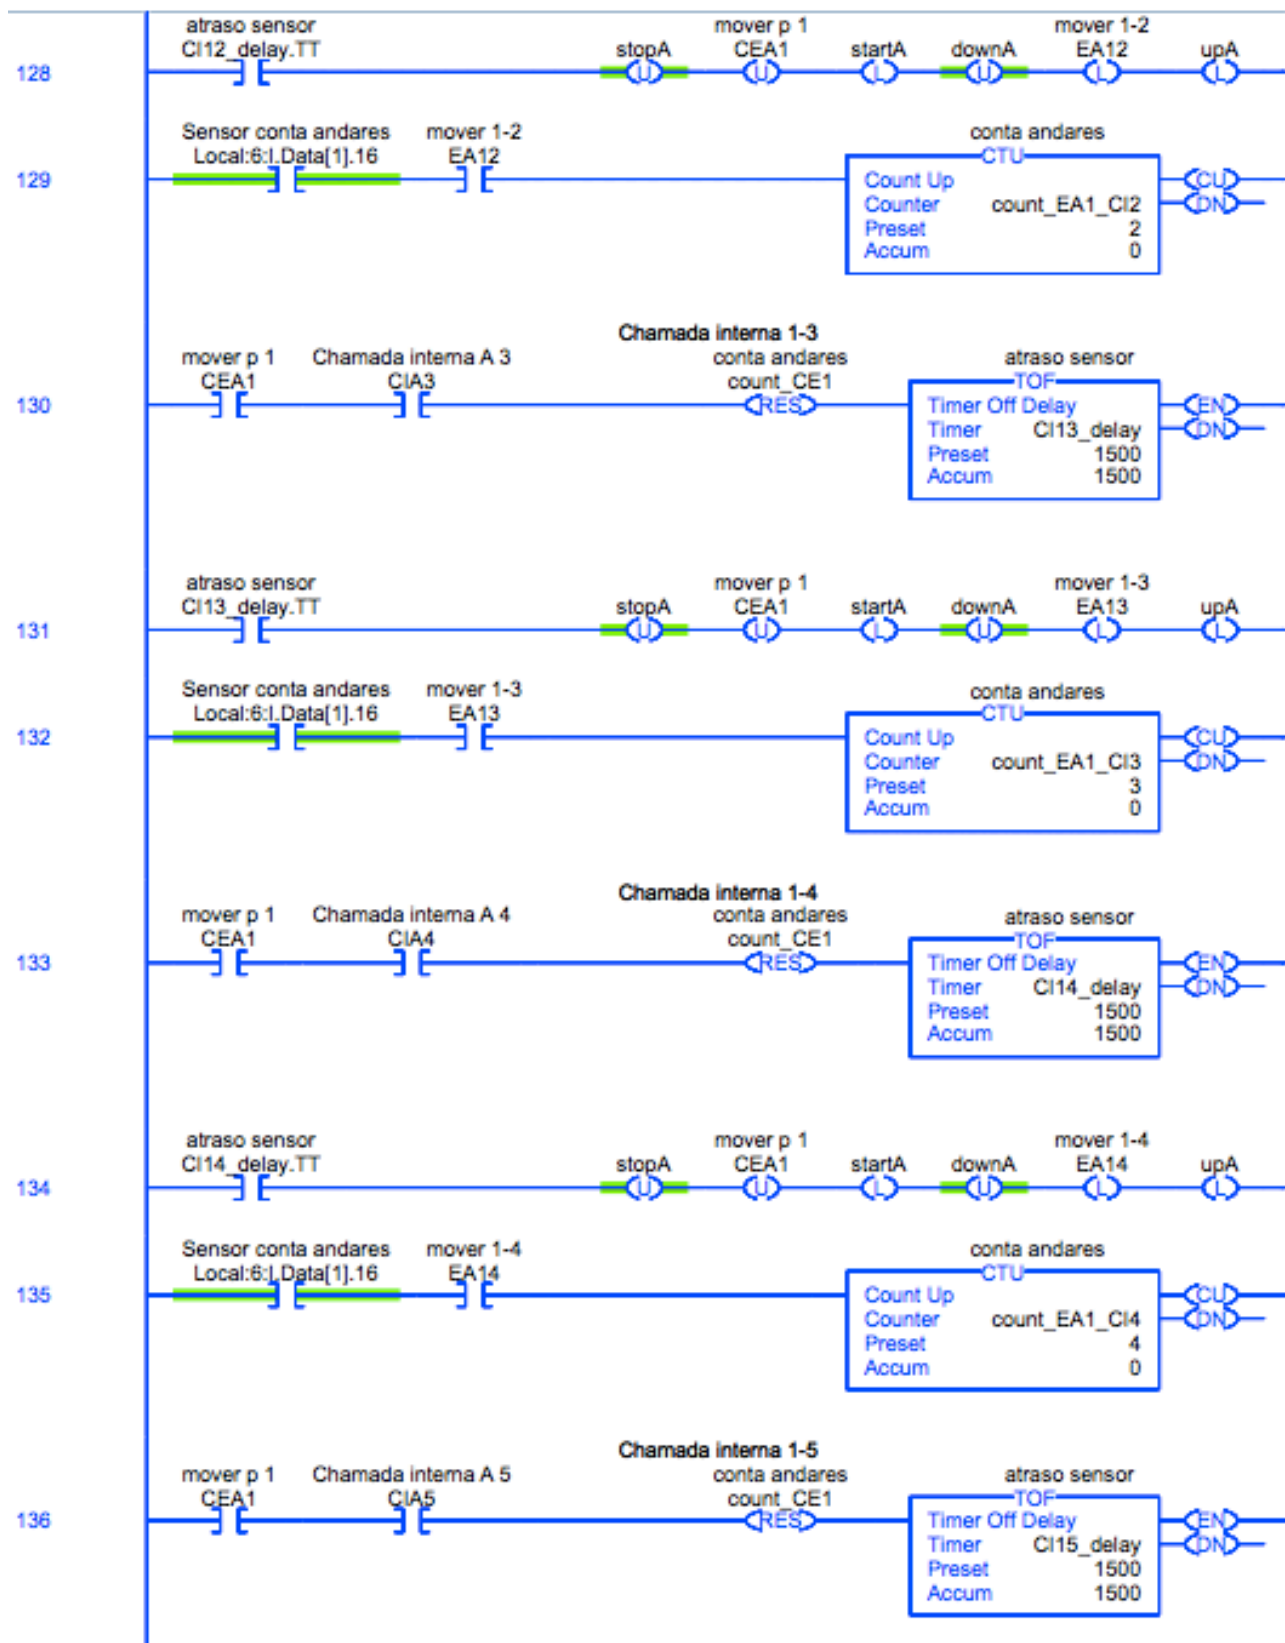 atraso sensor mover p 1 mover 1-2
CI12_delay.TT stopA CEA1 startA downA EA12 upA
128 U U L U L L
Sensor conta andares mover 1-2 conta andares
Local:6:I.Data[1].16 EA12 CTU
129 Count Up CU
Counter count_EA1_CI2 DN
Preset 2
Accum 0
Chamada interna 1-3
mover p 1 Chamada interna A 3 conta andares atraso sensor
CEA1 CIA3 count_CE1 TOF
130 RES Timer Off Delay EN
Timer CI13_delay DN
Preset 1500
Accum 1500
atraso sensor mover p 1 mover 1-3
CI13_delay.TT stopA CEA1 startA downA EA13 upA
131 U U L U L L
Sensor conta andares mover 1-3 conta andares
Local:6:I.Data[1].16 EA13 CTU
132 Count Up CU
Counter count_EA1_CI3 DN
Preset 3
Accum 0
Chamada interna 1-4
mover p 1 Chamada interna A 4 conta andares atraso sensor
CEA1 CIA4 count_CE1 TOF
133 RES Timer Off Delay EN
Timer CI14_delay DN
Preset 1500
Accum 1500
atraso sensor mover p 1 mover 1-4
CI14_delay.TT stopA CEA1 startA downA EA14 upA
134 U U L U L L
Sensor conta andares mover 1-4 conta andares
Local:6:I.Data[1].16 EA14 CTU
135 Count Up CU
Counter count_EA1_CI4 DN
Preset 4
Accum 0
Chamada interna 1-5
mover p 1 Chamada interna A 5 conta andares atraso sensor
CEA1 CIA5 count_CE1 TOF
136 RES Timer Off Delay EN
Timer CI15_delay DN
Preset 1500
Accum 1500